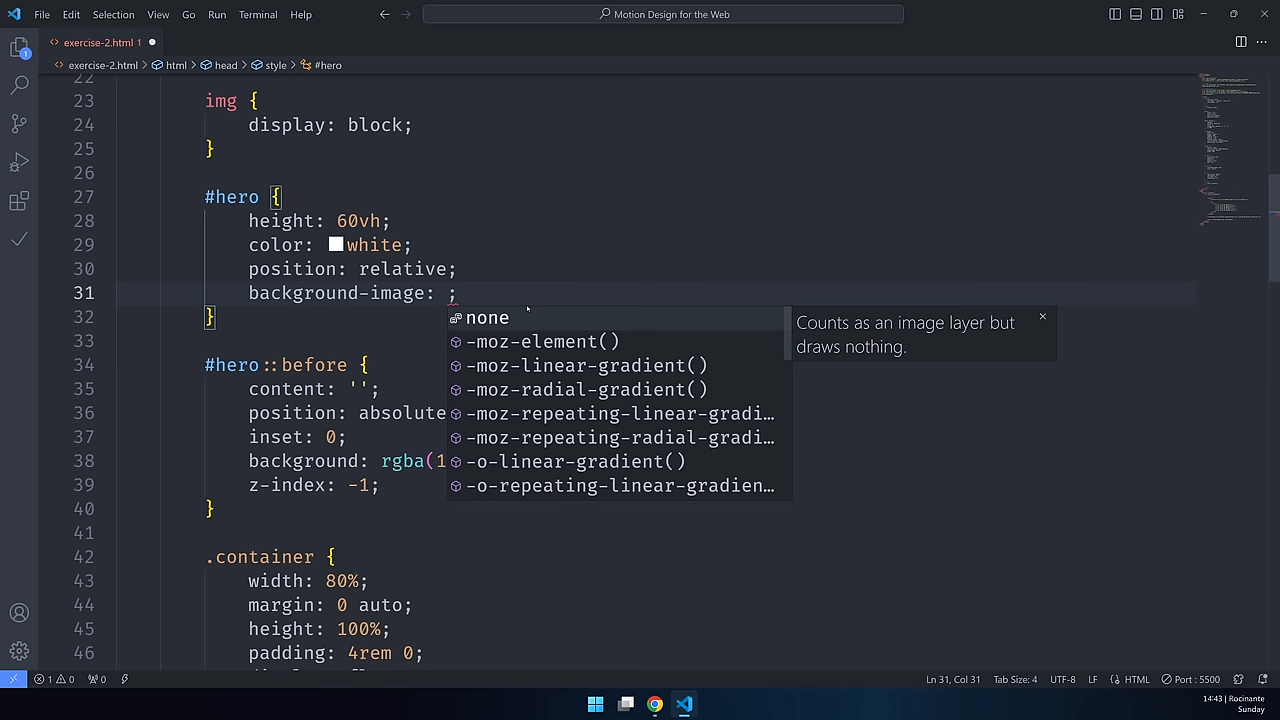 File Edit Selection View Go Run Terminal Help Motion Design for the Web
exercise-2.html 1
exercise-2.html > html > head > style > #hero
22
23 img {
24 display: block;
25 }
26
27 #hero {
28 height: 60vh;
29 color: white;
30 position: relative;
31 background-image: ;
32 }
33
34 #hero::before {
35 content: '';
36 position: absolute
37 inset: 0;
38 background: rgba(1
39 z-index: -1;
40 }
41
42 .container {
43 width: 80%;
44 margin: 0 auto;
45 height: 100%;
46 padding: 4rem 0;
none
-moz-element()
-moz-linear-gradient()
-moz-radial-gradient()
-moz-repeating-linear-gradi…
-moz-repeating-radial-gradi…
-o-linear-gradient()
-o-repeating-linear-gradien…
Counts as an image layer but
draws nothing.
1
1 0 0 Ln 31, Col 31 Tab Size: 4 UTF-8 LF HTML Port : 5500
14:43 | Rocinante
Sunday